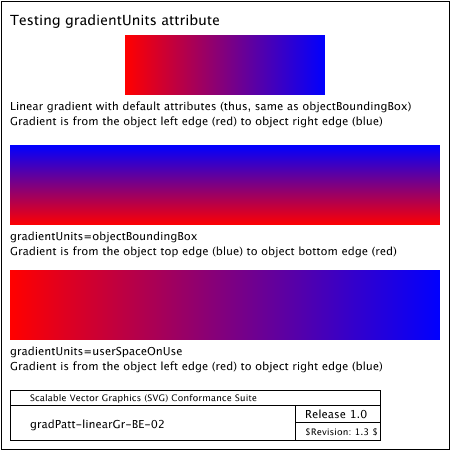 Testing gradientUnits attribute
Linear gradient with default attributes (thus, same as objectBoundingBox)
Gradient is from the object left edge (red) to object right edge (blue)
gradientUnits=objectBoundingBox
Gradient is from the object top edge (blue) to object bottom edge (red)
gradientUnits=userSpaceOnUse
Gradient is from the object left edge (red) to object right edge (blue)
Scalable Vector Graphics (SVG) Conformance Suite
gradPatt-linearGr-BE-02
Release 1.0
$Revision: 1.3 $